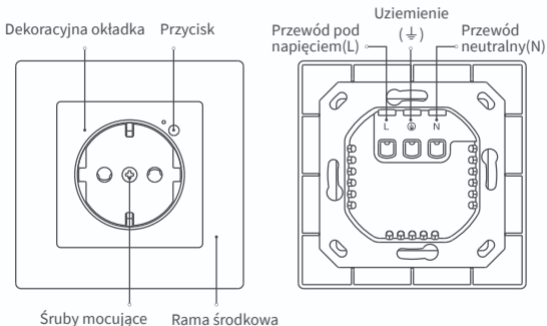 Dekoracyjna okładka
Przycisk
Śruby mocujące
Rama środkowa
Uziemienie
(⏚)
Przewód pod
napięciem(L)
Przewód
neutralny(N)
L
N